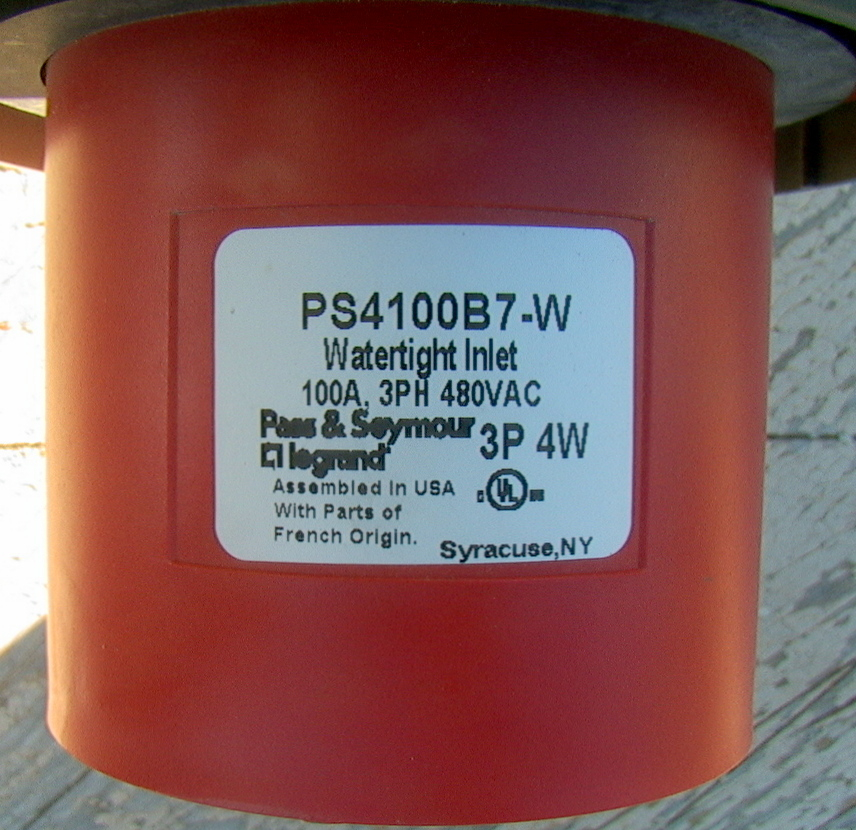 PS4100B7-W
Watertight Inlet
100A, 3PH 480VAC
Pass & Seymour
legrand
3P 4W
Assembled in USA
With Parts of
French Origin.
UL
Syracuse,NY